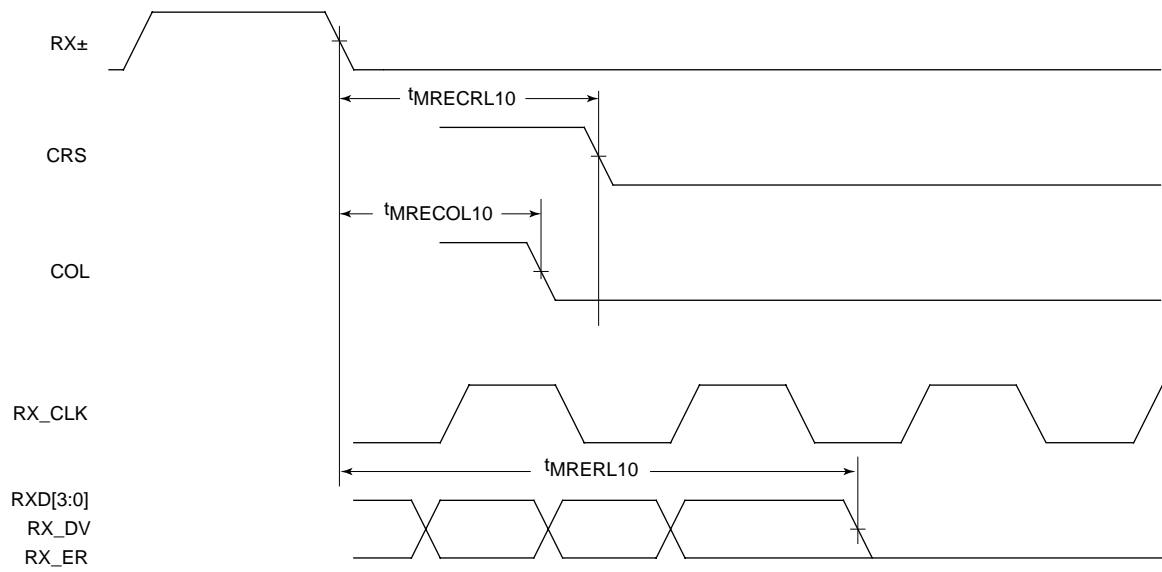 RX±
tMRECRL10
CRS
tMRECOL10
COL
RX_CLK
tMRERL10
RXD[3:0]
RX_DV
RX_ER